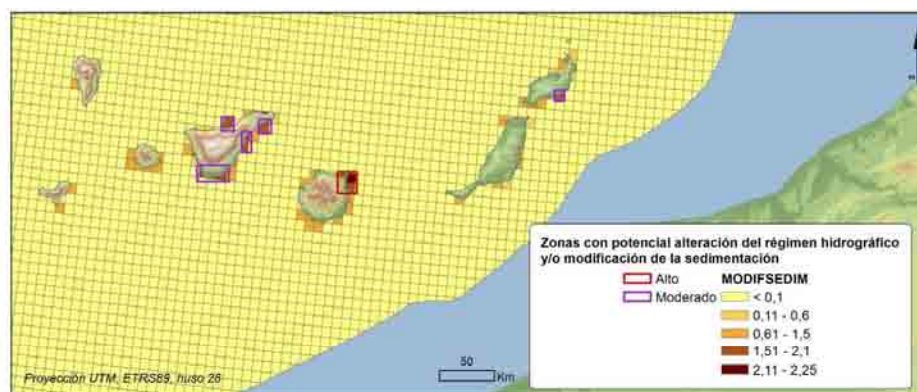 Zonas con potencial alteración del régimen hidrográfico
y/o modificación de la sedimentación
Alto
Moderado
MODIFSEDIM
< 0,1
0,11 - 0,6
0,61 - 1,5
1,51 - 2,1
2,11 - 2,25
50
Km
Proyección UTM, ETRS89, huso 28